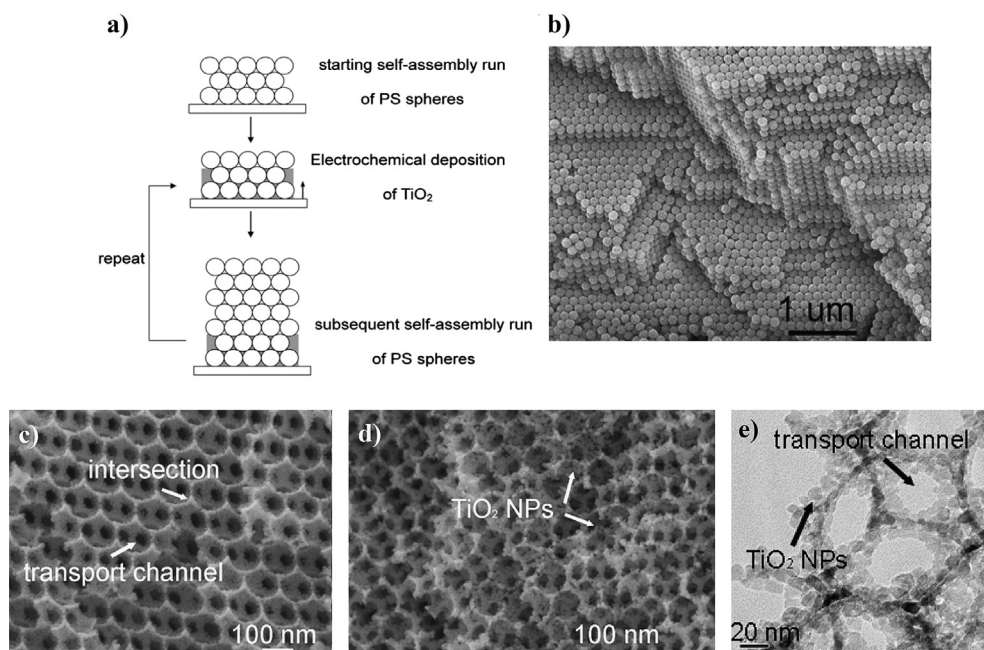 a)
starting self-assembly run
of PS spheres
Electrochemical deposition
of TiO₂
repeat
subsequent self-assembly run
of PS spheres
b)
1 um
c)
intersection
transport channel
100 nm
d)
TiO₂ NPs
100 nm
e)
transport channel
TiO₂ NPs
20 nm